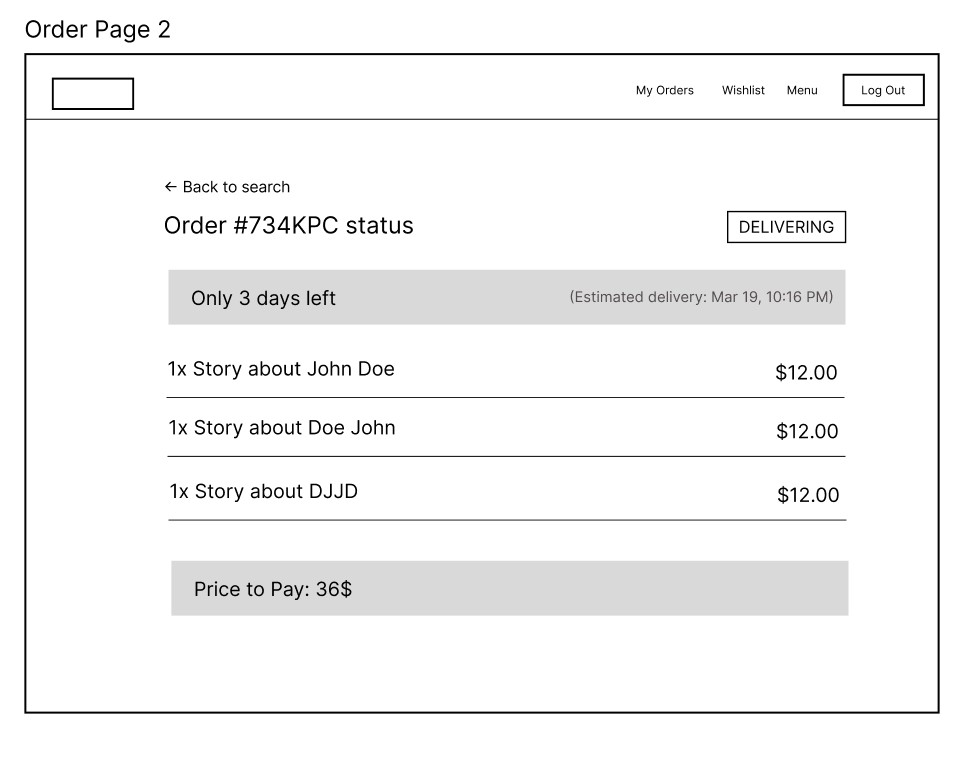 Order Page 2
My Orders Wishlist Menu Log Out
← Back to search
Order #734KPC status DELIVERING
Only 3 days left (Estimated delivery: Mar 19, 10:16 PM)
1x Story about John Doe $12.00
1x Story about Doe John $12.00
1x Story about DJJD $12.00
Price to Pay: 36$